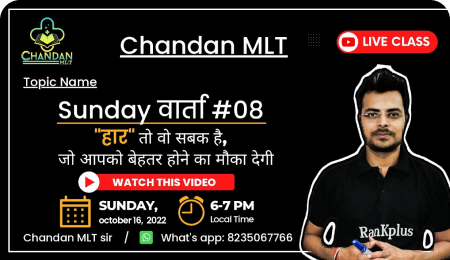 CHANDAN
MLT
Chandan MLT
LIVE CLASS
Topic Name
Sunday वार्ता #08
"हार" तो वो सबक है,
जो आपको बेहतर होने का मौका देगी
WATCH THIS VIDEO
SUNDAY,
october 16, 2022
6-7 PM
Local Time
RanKplus
Chandan MLT sir / What's app: 8235067766